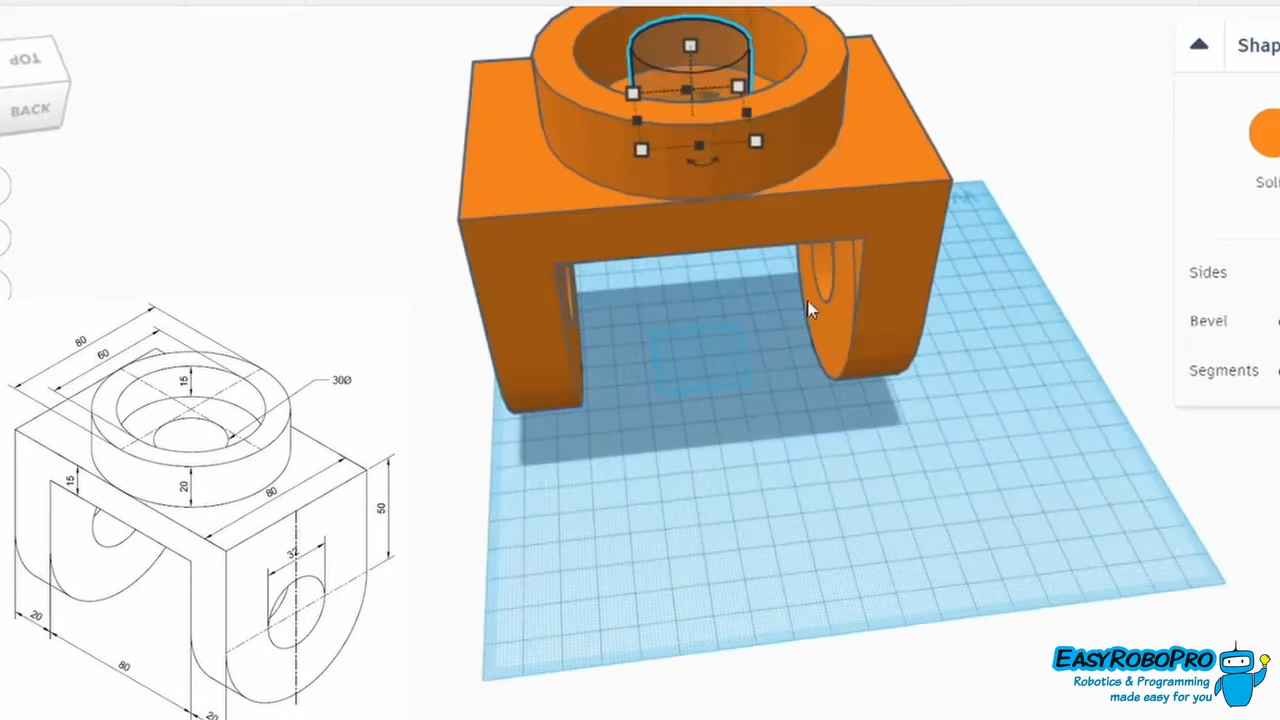 TOP
BACK
Shap
Soli
Sides
Bevel
Segments
80
60
15
30Ø
15
20
80
50
32
20
80
20
EASYROBOPRO
Robotics & Programming
made easy for you